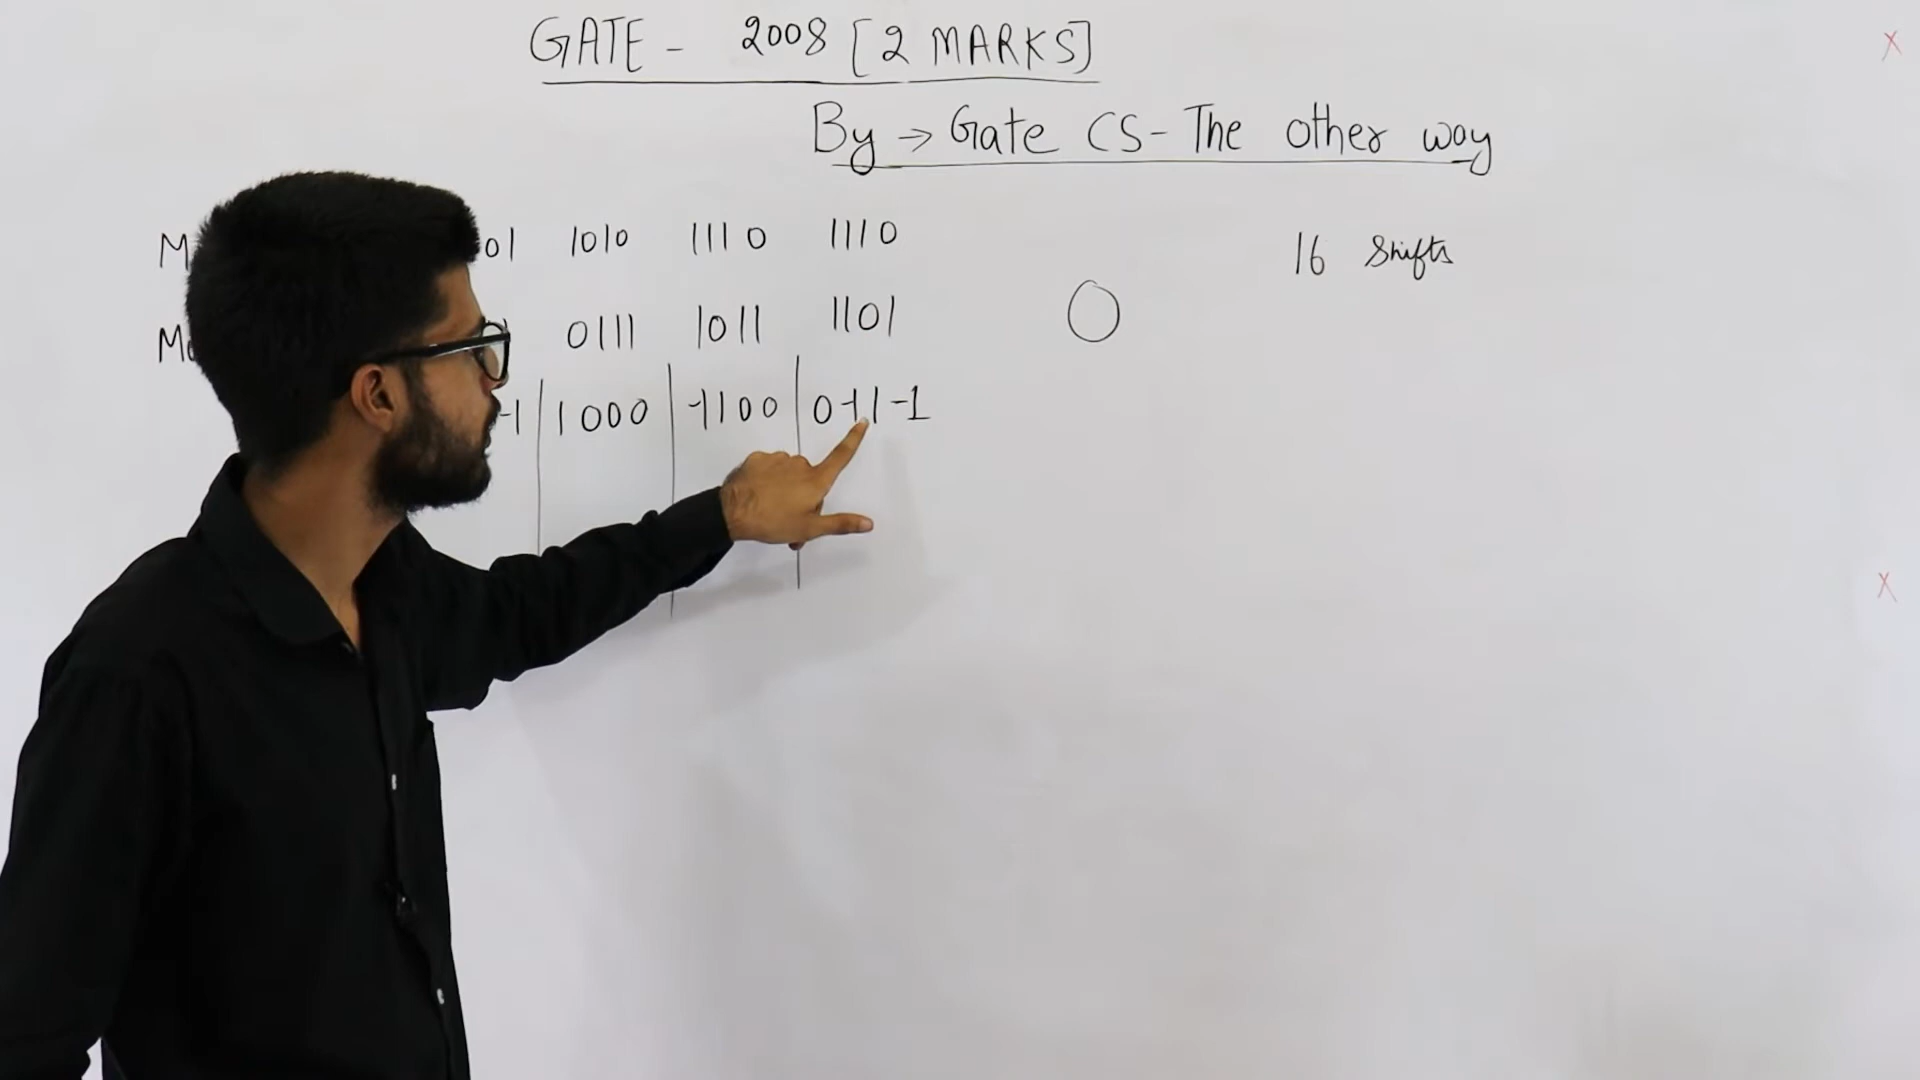 GATE - 2008 [2 MARKS]
By → Gate CS - The other way
M 01 1010 1110 1110
16 Shifts
M 0111 1011 1101
-1 | 1000 | -1100 | 0-11-1